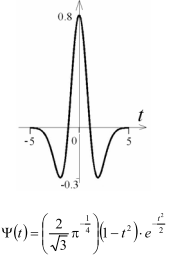 0.8
t
-5
0
5
-0.3
Ψ(t) = (2/√3 π^(-1/4))(1 − t²)·e^(-t²/2)